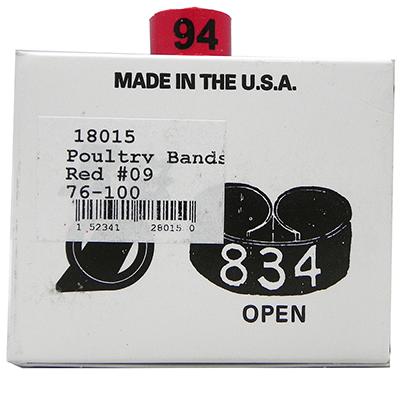 94
MADE IN THE U.S.A.
18015
Poultry Bands
Red #09
76-100
1 52341 28015 0
834
OPEN